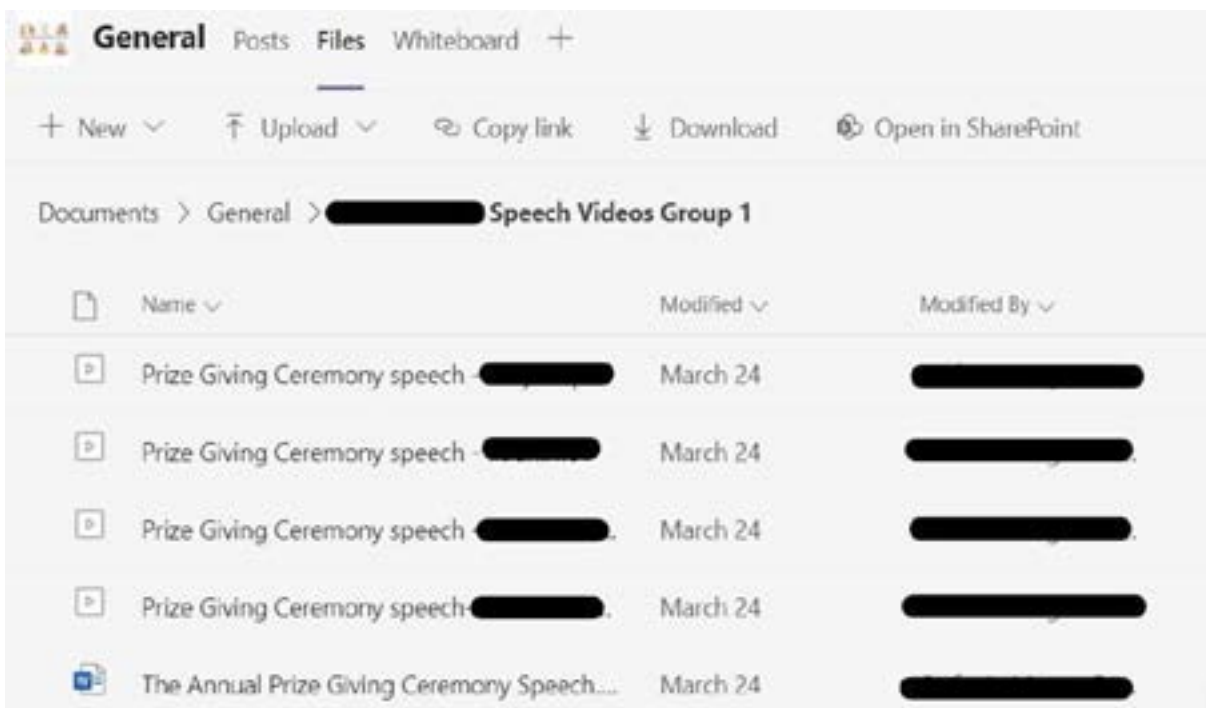 General Posts Files Whiteboard +
+ New Upload Copy link Download Open in SharePoint
Documents > General > Speech Videos Group 1
Name Modified Modified By
Prize Giving Ceremony speech - March 24
Prize Giving Ceremony speech - March 24
Prize Giving Ceremony speech - . March 24 .
Prize Giving Ceremony speech- . March 24
The Annual Prize Giving Ceremony Speech.... March 24